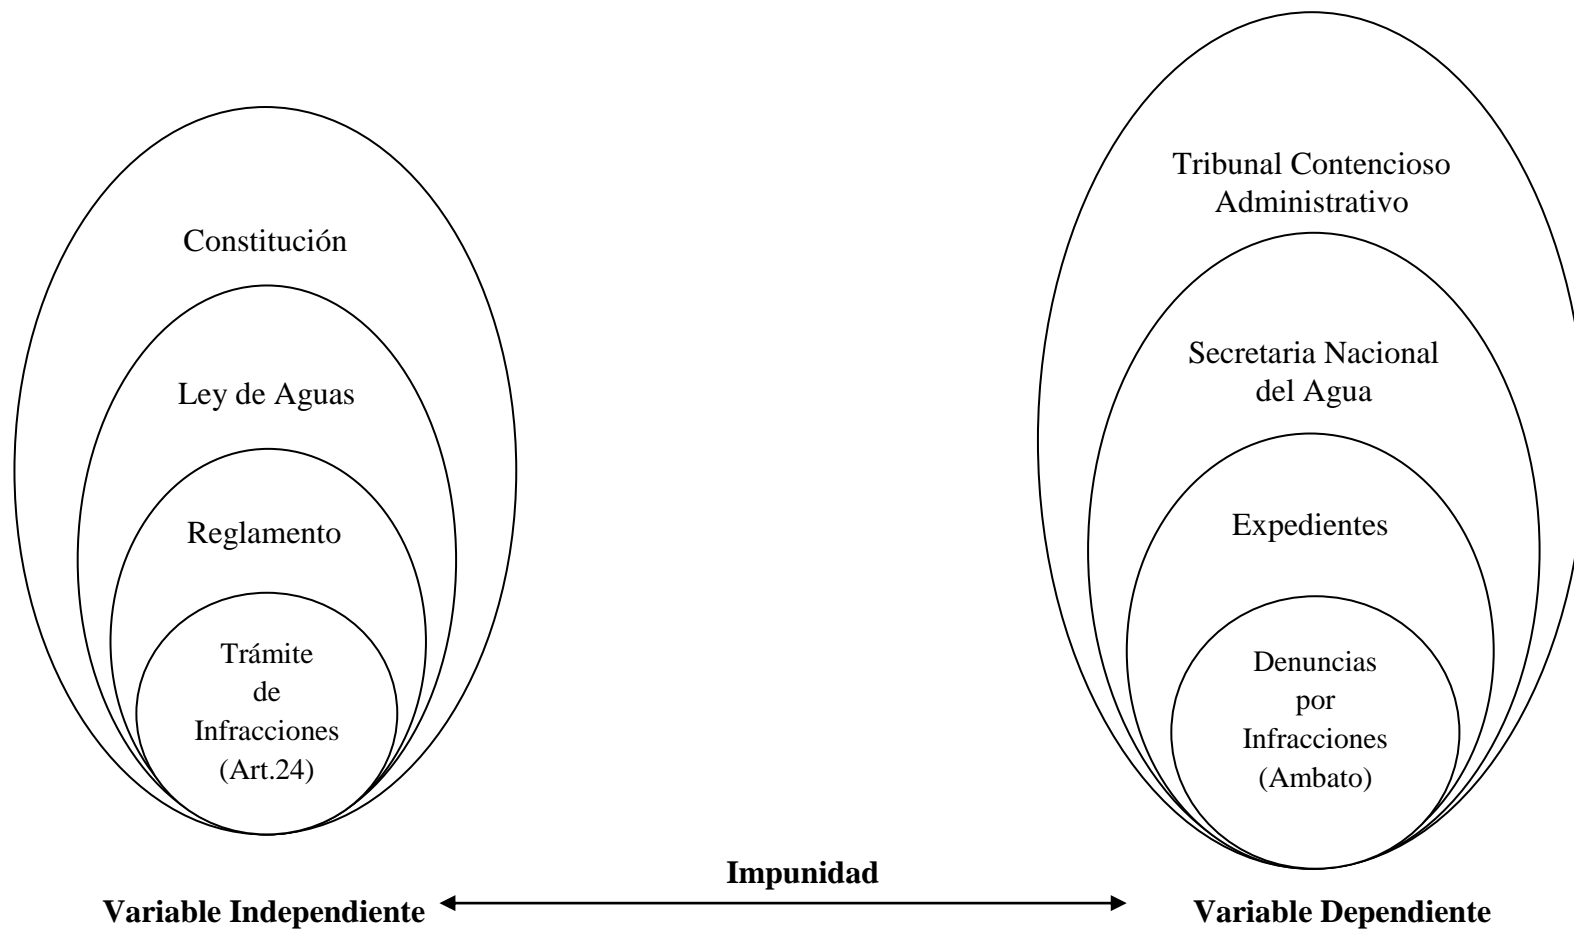 Constitución
Ley de Aguas
Reglamento
Trámite
de
Infracciones
(Art.24)
Tribunal Contencioso
Administrativo
Secretaria Nacional
del Agua
Expedientes
Denuncias
por
Infracciones
(Ambato)
Impunidad
Variable Independiente
Variable Dependiente